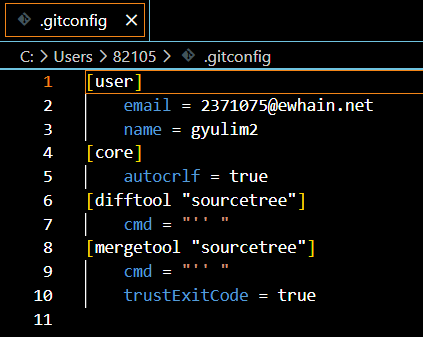 .gitconfig
C: > Users > 82105 > .gitconfig
1 [user]
2 email = 2371075@ewhain.net
3 name = gyulim2
4 [core]
5 autocrlf = true
6 [difftool "sourcetree"]
7 cmd = "'' "
8 [mergetool "sourcetree"]
9 cmd = "'' "
10 trustExitCode = true
11